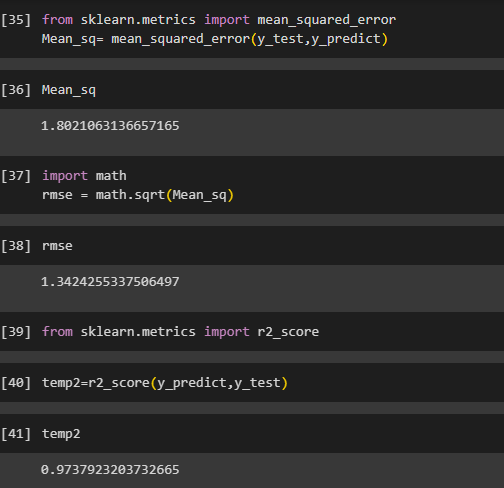 [35] from sklearn.metrics import mean_squared_error
Mean_sq= mean_squared_error(y_test,y_predict)
[36] Mean_sq
1.8021063136657165
[37] import math
rmse = math.sqrt(Mean_sq)
[38] rmse
1.3424255337506497
[39] from sklearn.metrics import r2_score
[40] temp2=r2_score(y_predict,y_test)
[41] temp2
0.9737923203732665